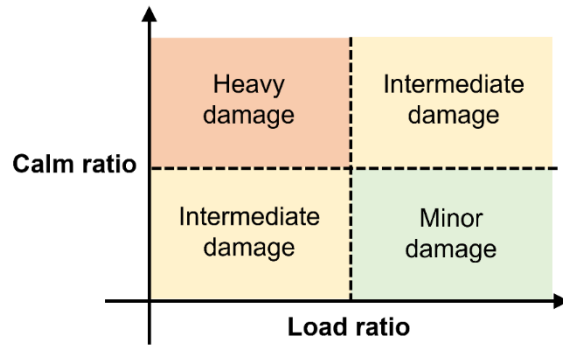 Heavy
damage
Intermediate
damage
Calm ratio
Intermediate
damage
Minor
damage
Load ratio